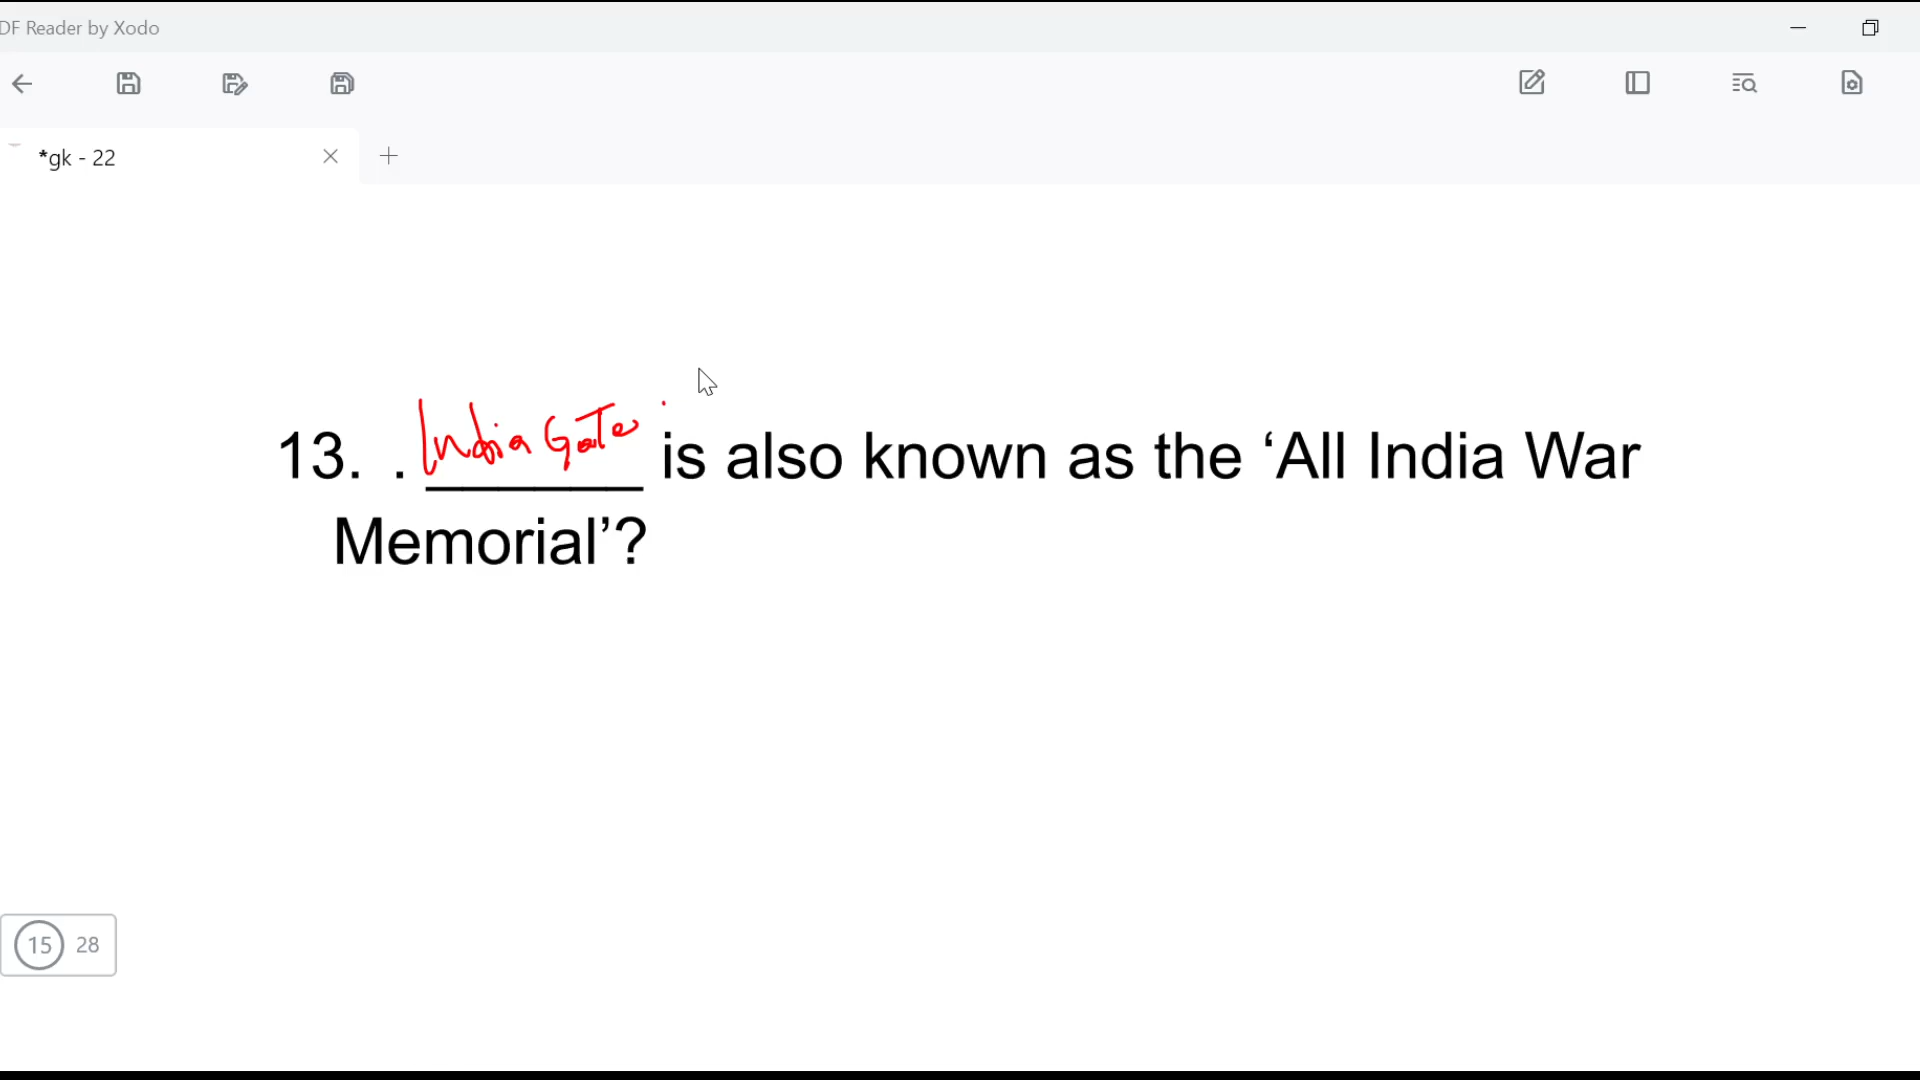 DF Reader by Xodo
*gk - 22
13. . India Gate is also known as the ‘All India War
Memorial’?
15 28